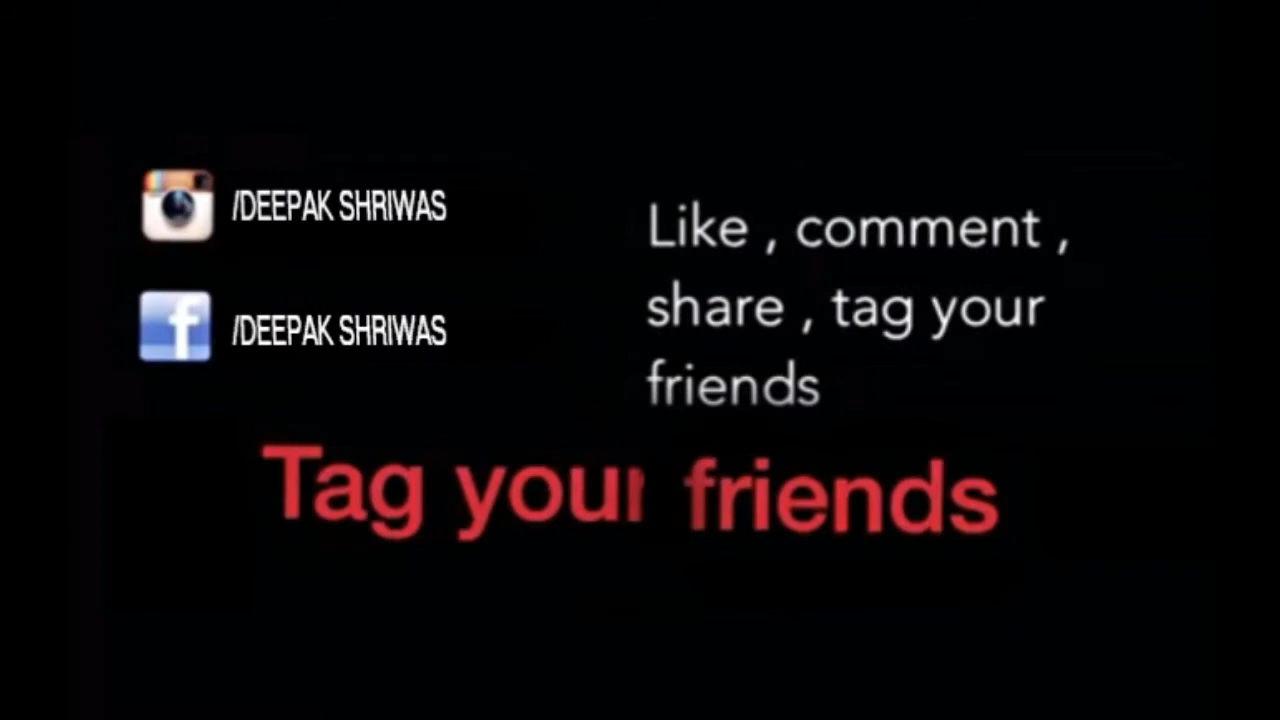 /DEEPAK SHRIWAS
/DEEPAK SHRIWAS
Like , comment ,
share , tag your
friends
Tag your friends